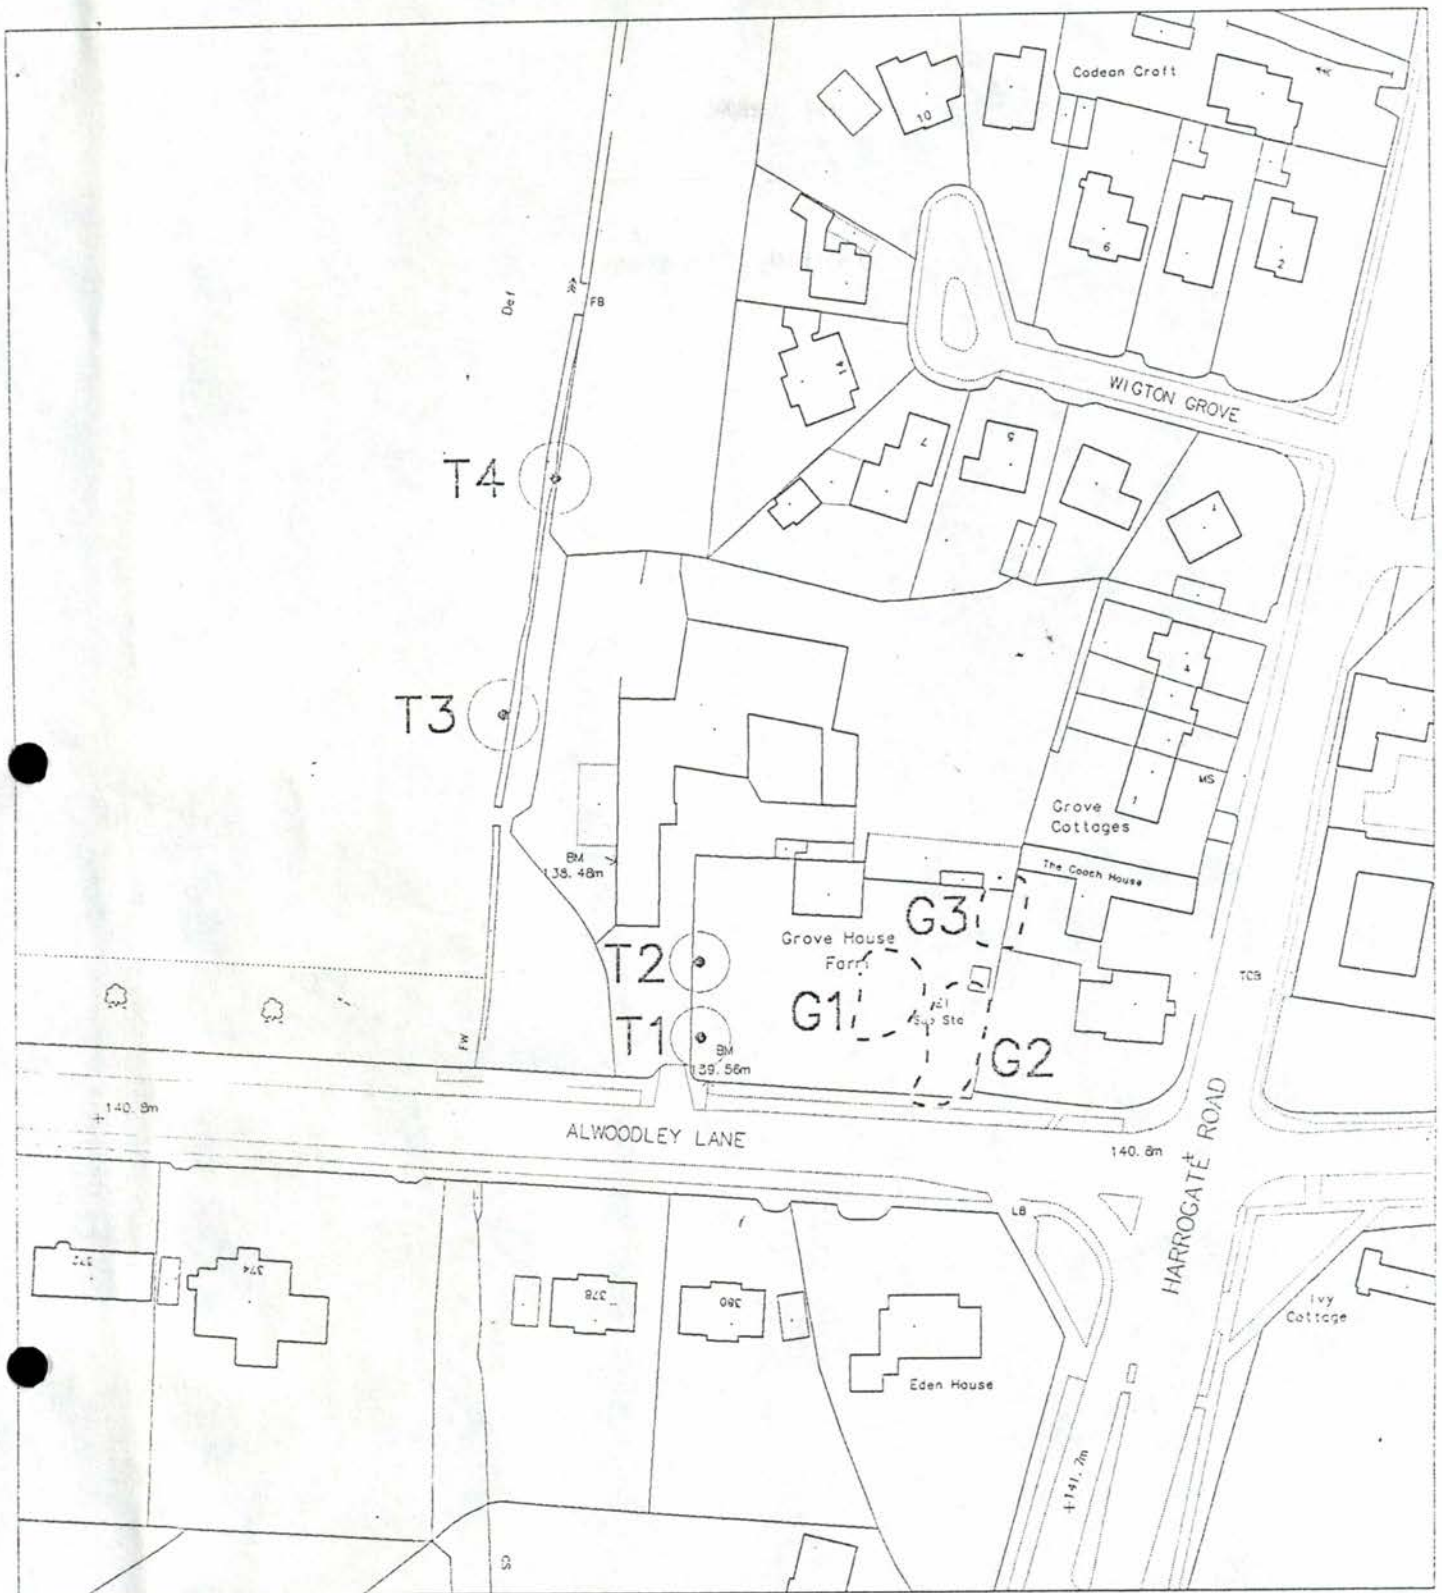 Codean Croft
10
6
2
Def
FB
14
WIGTON GROVE
7
5
1
T4
4
T3
MS
1
Grove
Cottages
BM
138.48m
The Coach House
G3
Grove House
Farm
T2
TCB
G1
El
Sub Sta
T1
BM
139.56m
G2
FW
140.8m
ALWOODLEY LANE
140.8m
HARROGATE ROAD
LB
374
378
380
Ivy
Cottage
Eden House
141.7m
CS